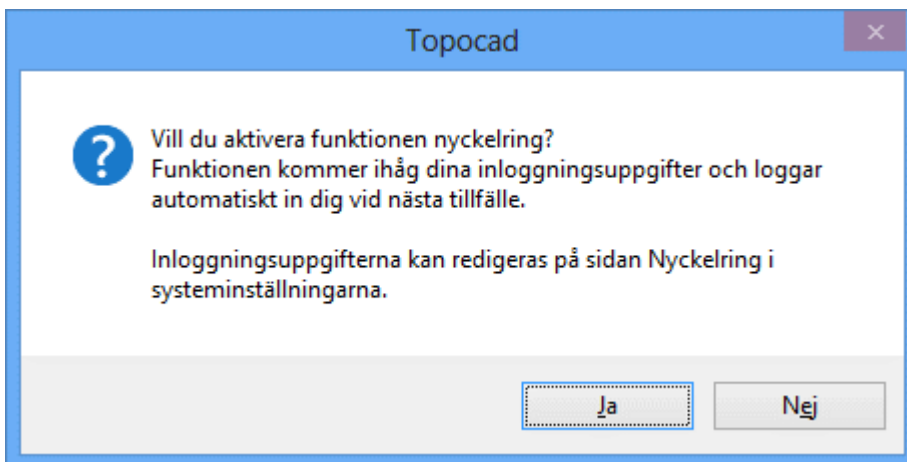 Topocad
Vill du aktivera funktionen nyckelring?
Funktionen kommer ihåg dina inloggningsuppgifter och loggar
automatiskt in dig vid nästa tillfälle.
Inloggningsuppgifterna kan redigeras på sidan Nyckelring i
systeminställningarna.
Ja
Nej